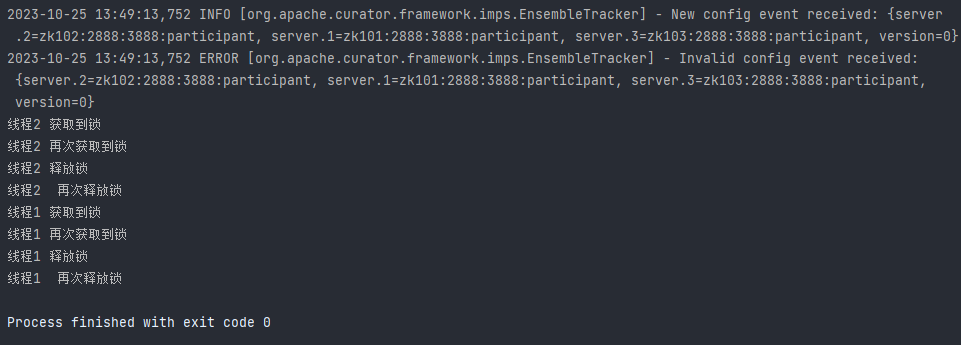 2023-10-25 13:49:13,752 INFO [org.apache.curator.framework.imps.EnsembleTracker] - New config event received: {server
.2=zk102:2888:3888:participant, server.1=zk101:2888:3888:participant, server.3=zk103:2888:3888:participant, version=0}
2023-10-25 13:49:13,752 ERROR [org.apache.curator.framework.imps.EnsembleTracker] - Invalid config event received:
{server.2=zk102:2888:3888:participant, server.1=zk101:2888:3888:participant, server.3=zk103:2888:3888:participant,
version=0}
线程2 获取到锁
线程2 再次获取到锁
线程2 释放锁
线程2  再次释放锁
线程1 获取到锁
线程1 再次获取到锁
线程1 释放锁
线程1  再次释放锁
Process finished with exit code 0